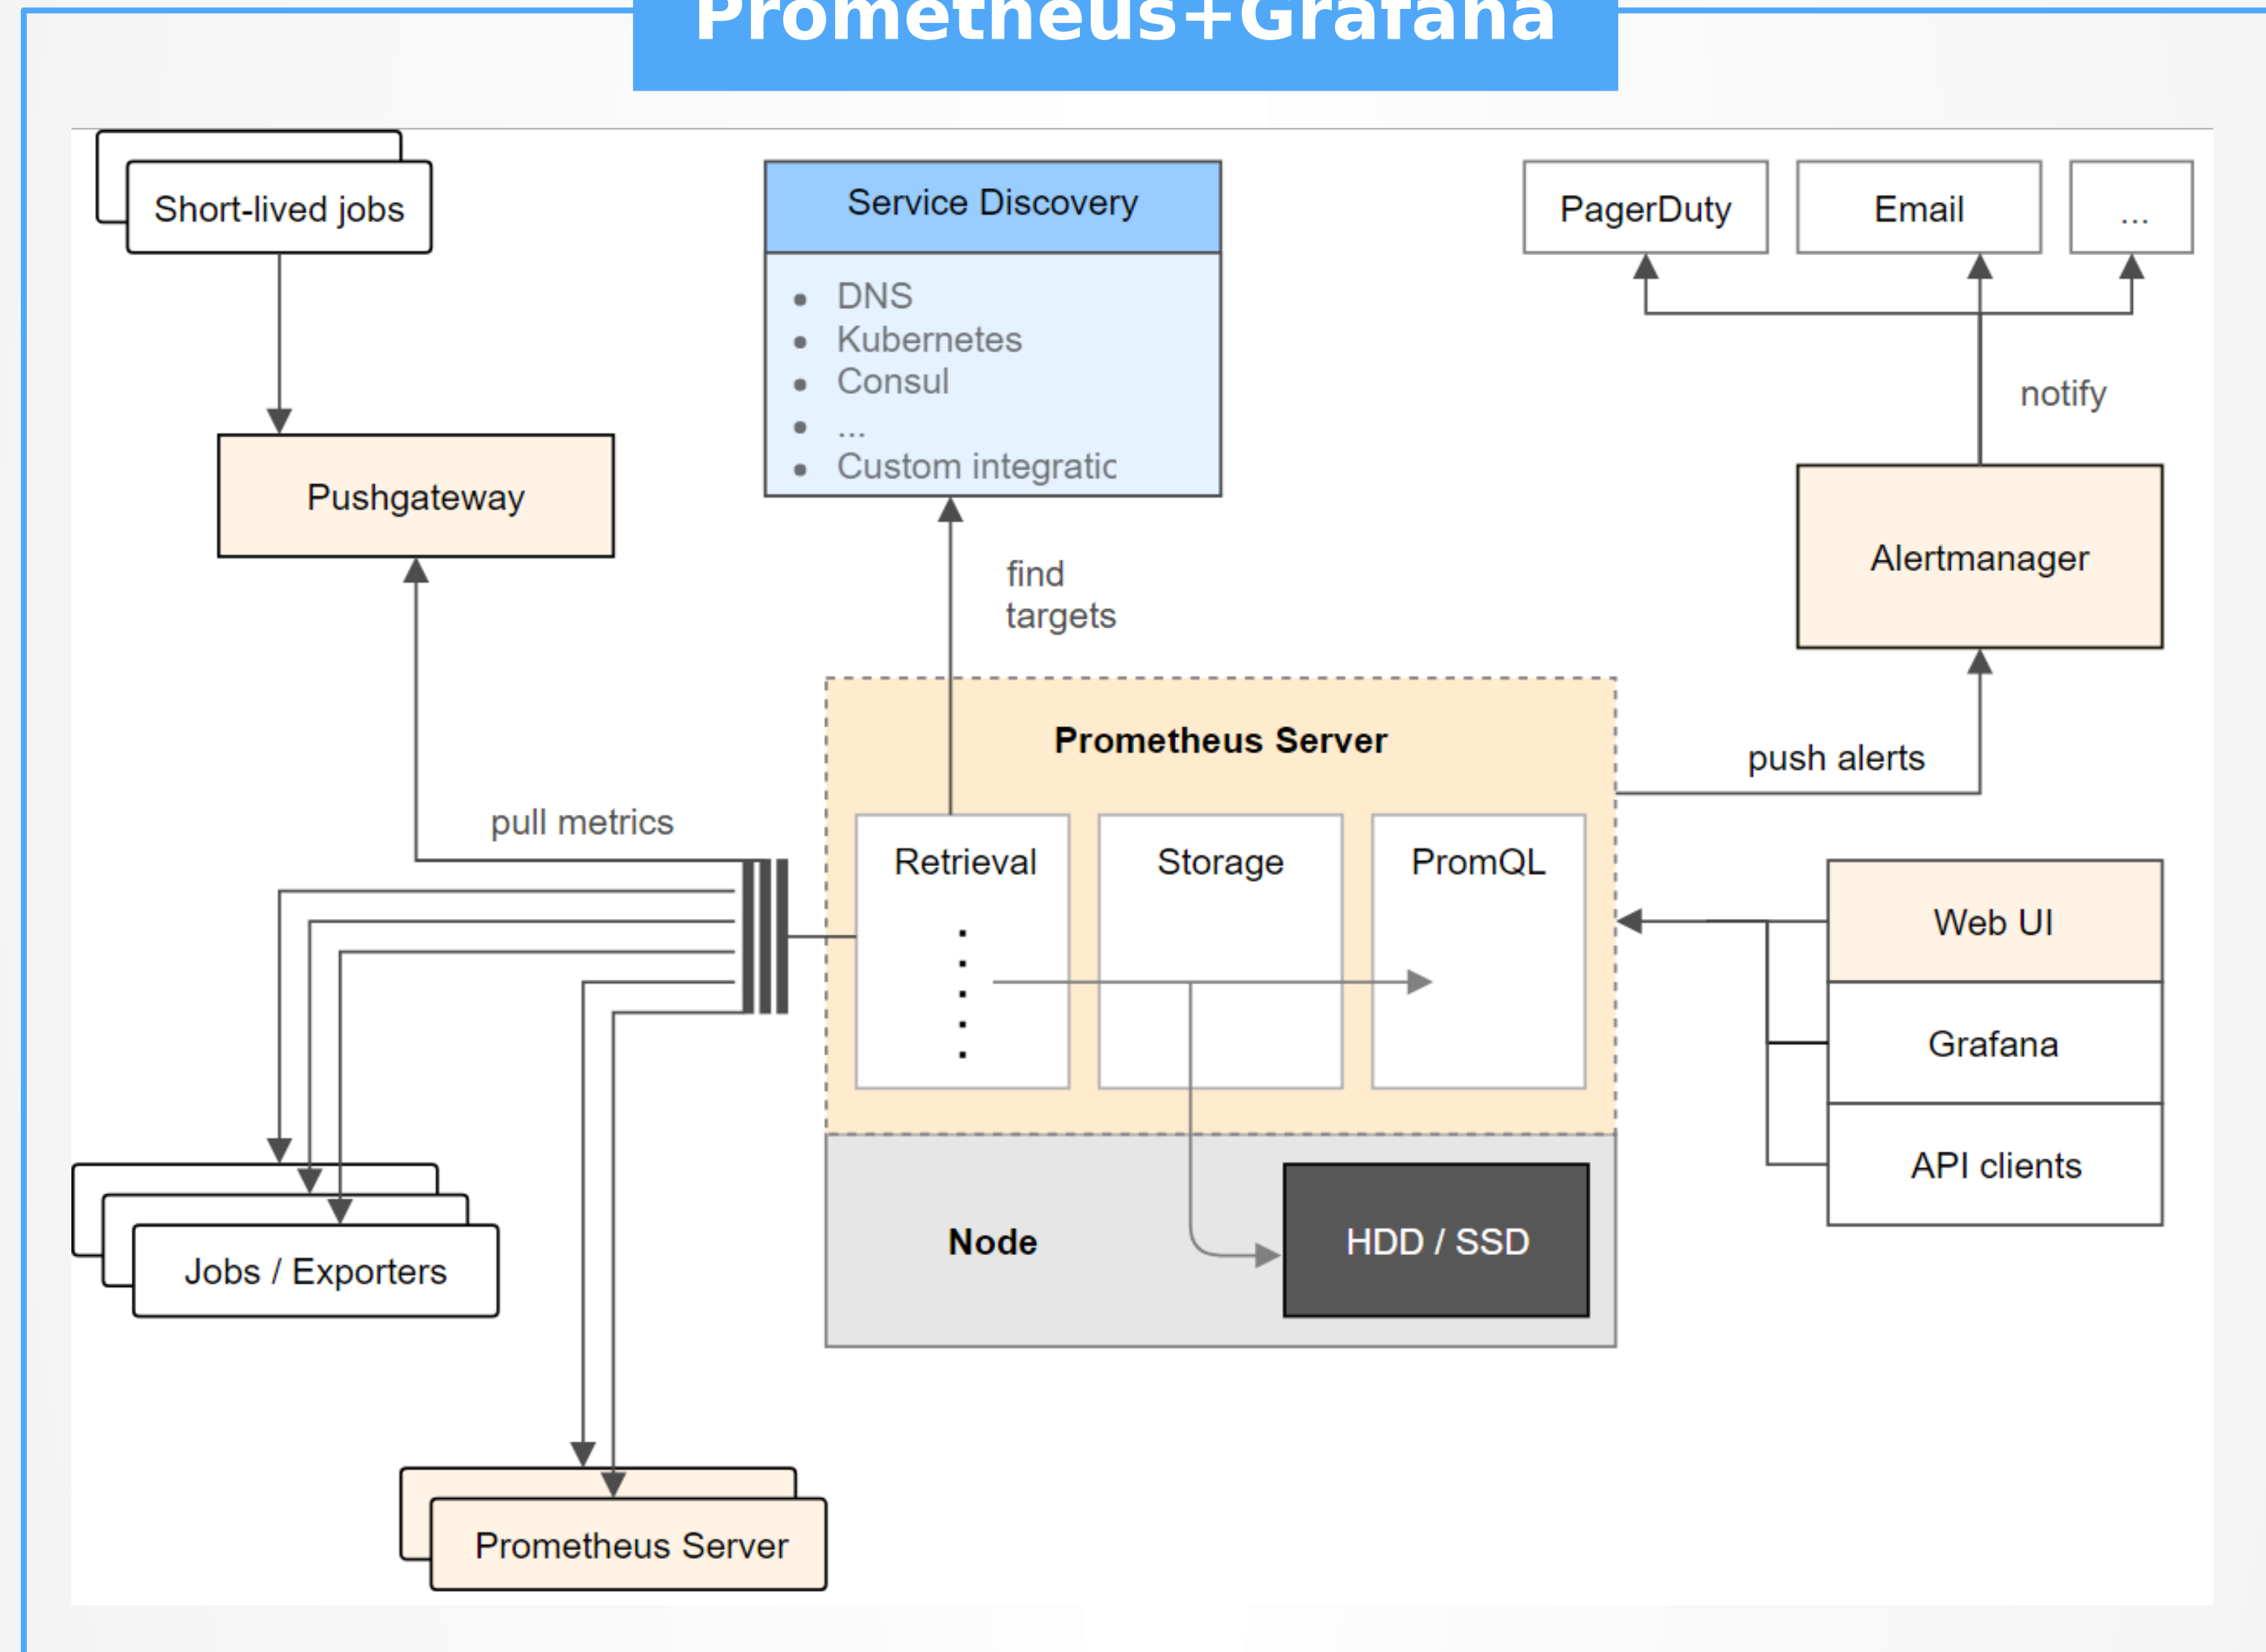 Prometheus+Grafana
Short-lived jobs
Service Discovery
DNS
Kubernetes
Consul
...
Custom integratic
PagerDuty
Email
...
notify
Pushgateway
Alertmanager
find
targets
Prometheus Server
push alerts
pull metrics
Retrieval
Storage
PromQL
Web UI
Grafana
API clients
Node
HDD / SSD
Jobs / Exporters
Prometheus Server